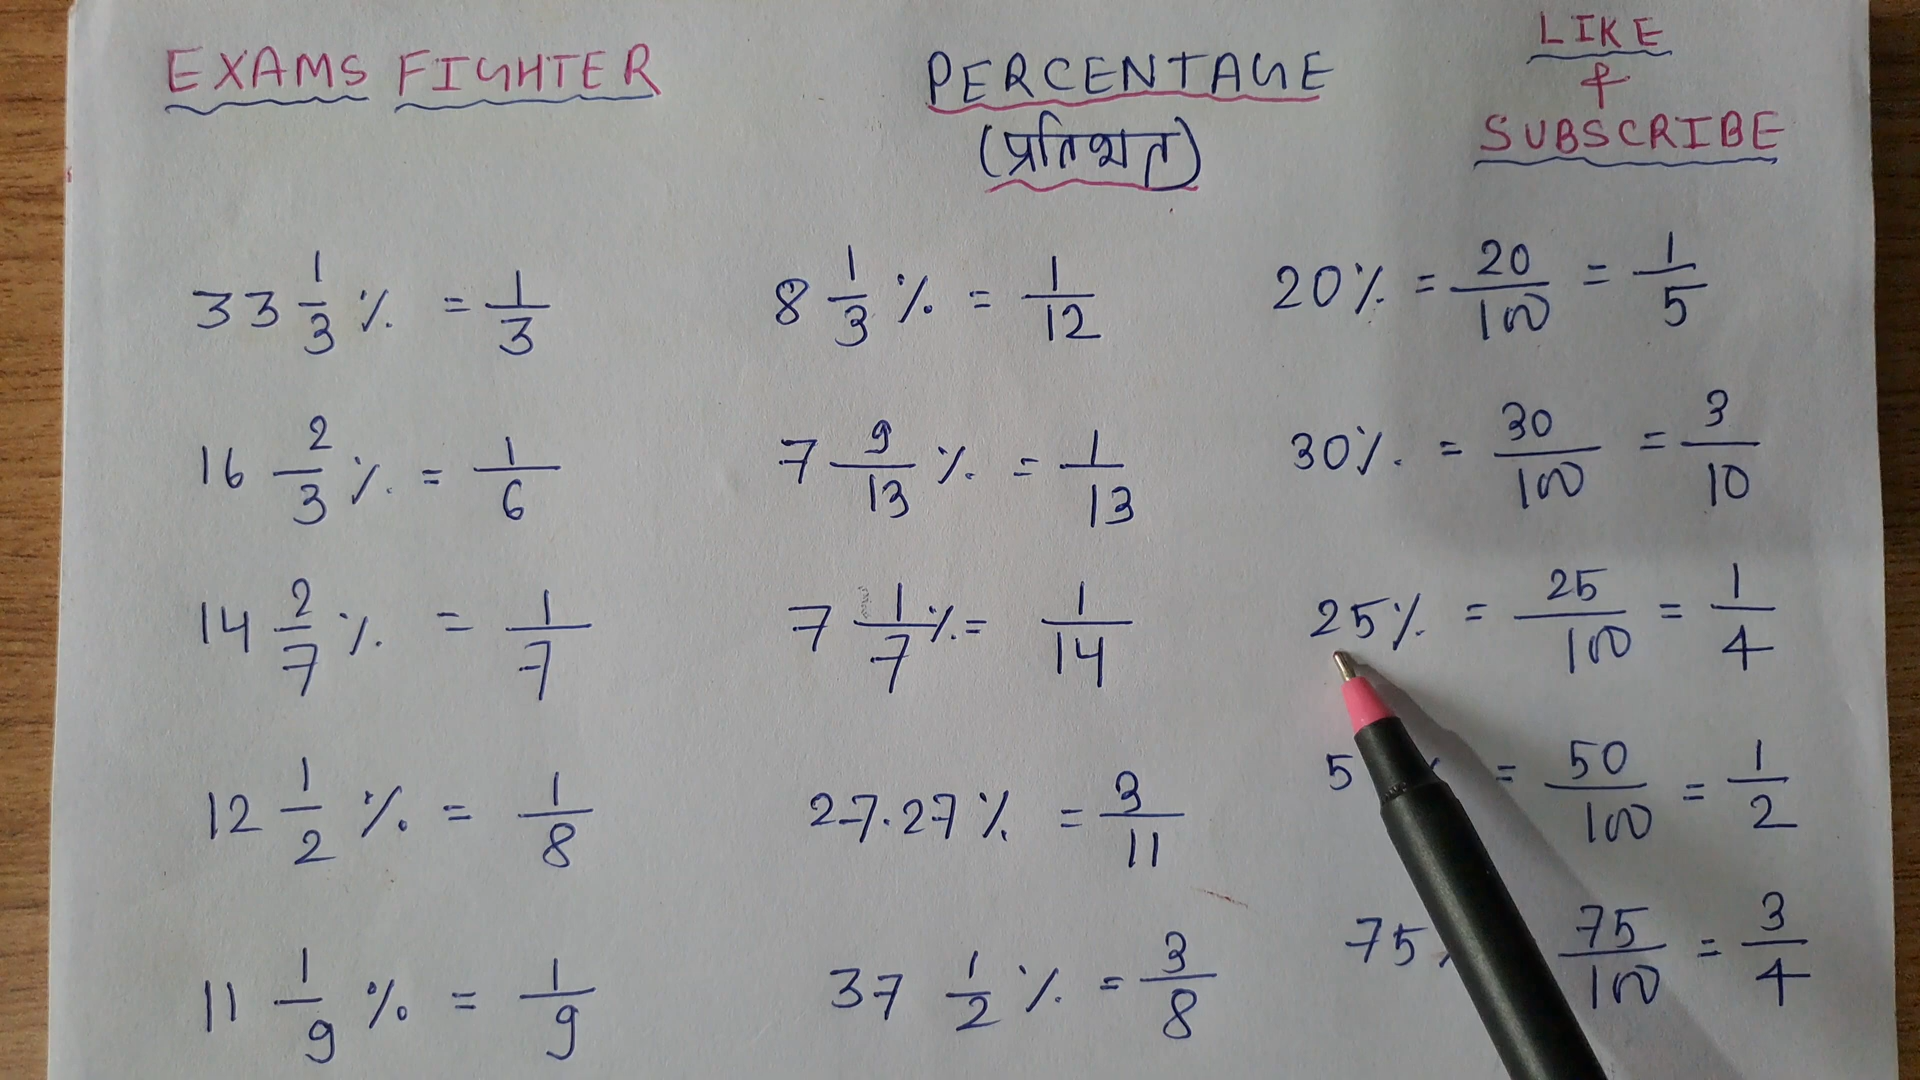 EXAMS FIGHTER
PERCENTAGE
(प्रतिशत)
LIKE
&
SUBSCRIBE
33 1/3 % = 1/3
16 2/3 % = 1/6
14 2/7 % = 1/7
12 1/2 % = 1/8
11 1/9 % = 1/9
8 1/3 % = 1/12
7 9/13 % = 1/13
7 1/7 % = 1/14
27.27 % = 3/11
37 1/2 % = 3/8
20% = 20/100 = 1/5
30% = 30/100 = 3/10
25% = 25/100 = 1/4
5 = 50/100 = 1/2
75 75/100 = 3/4